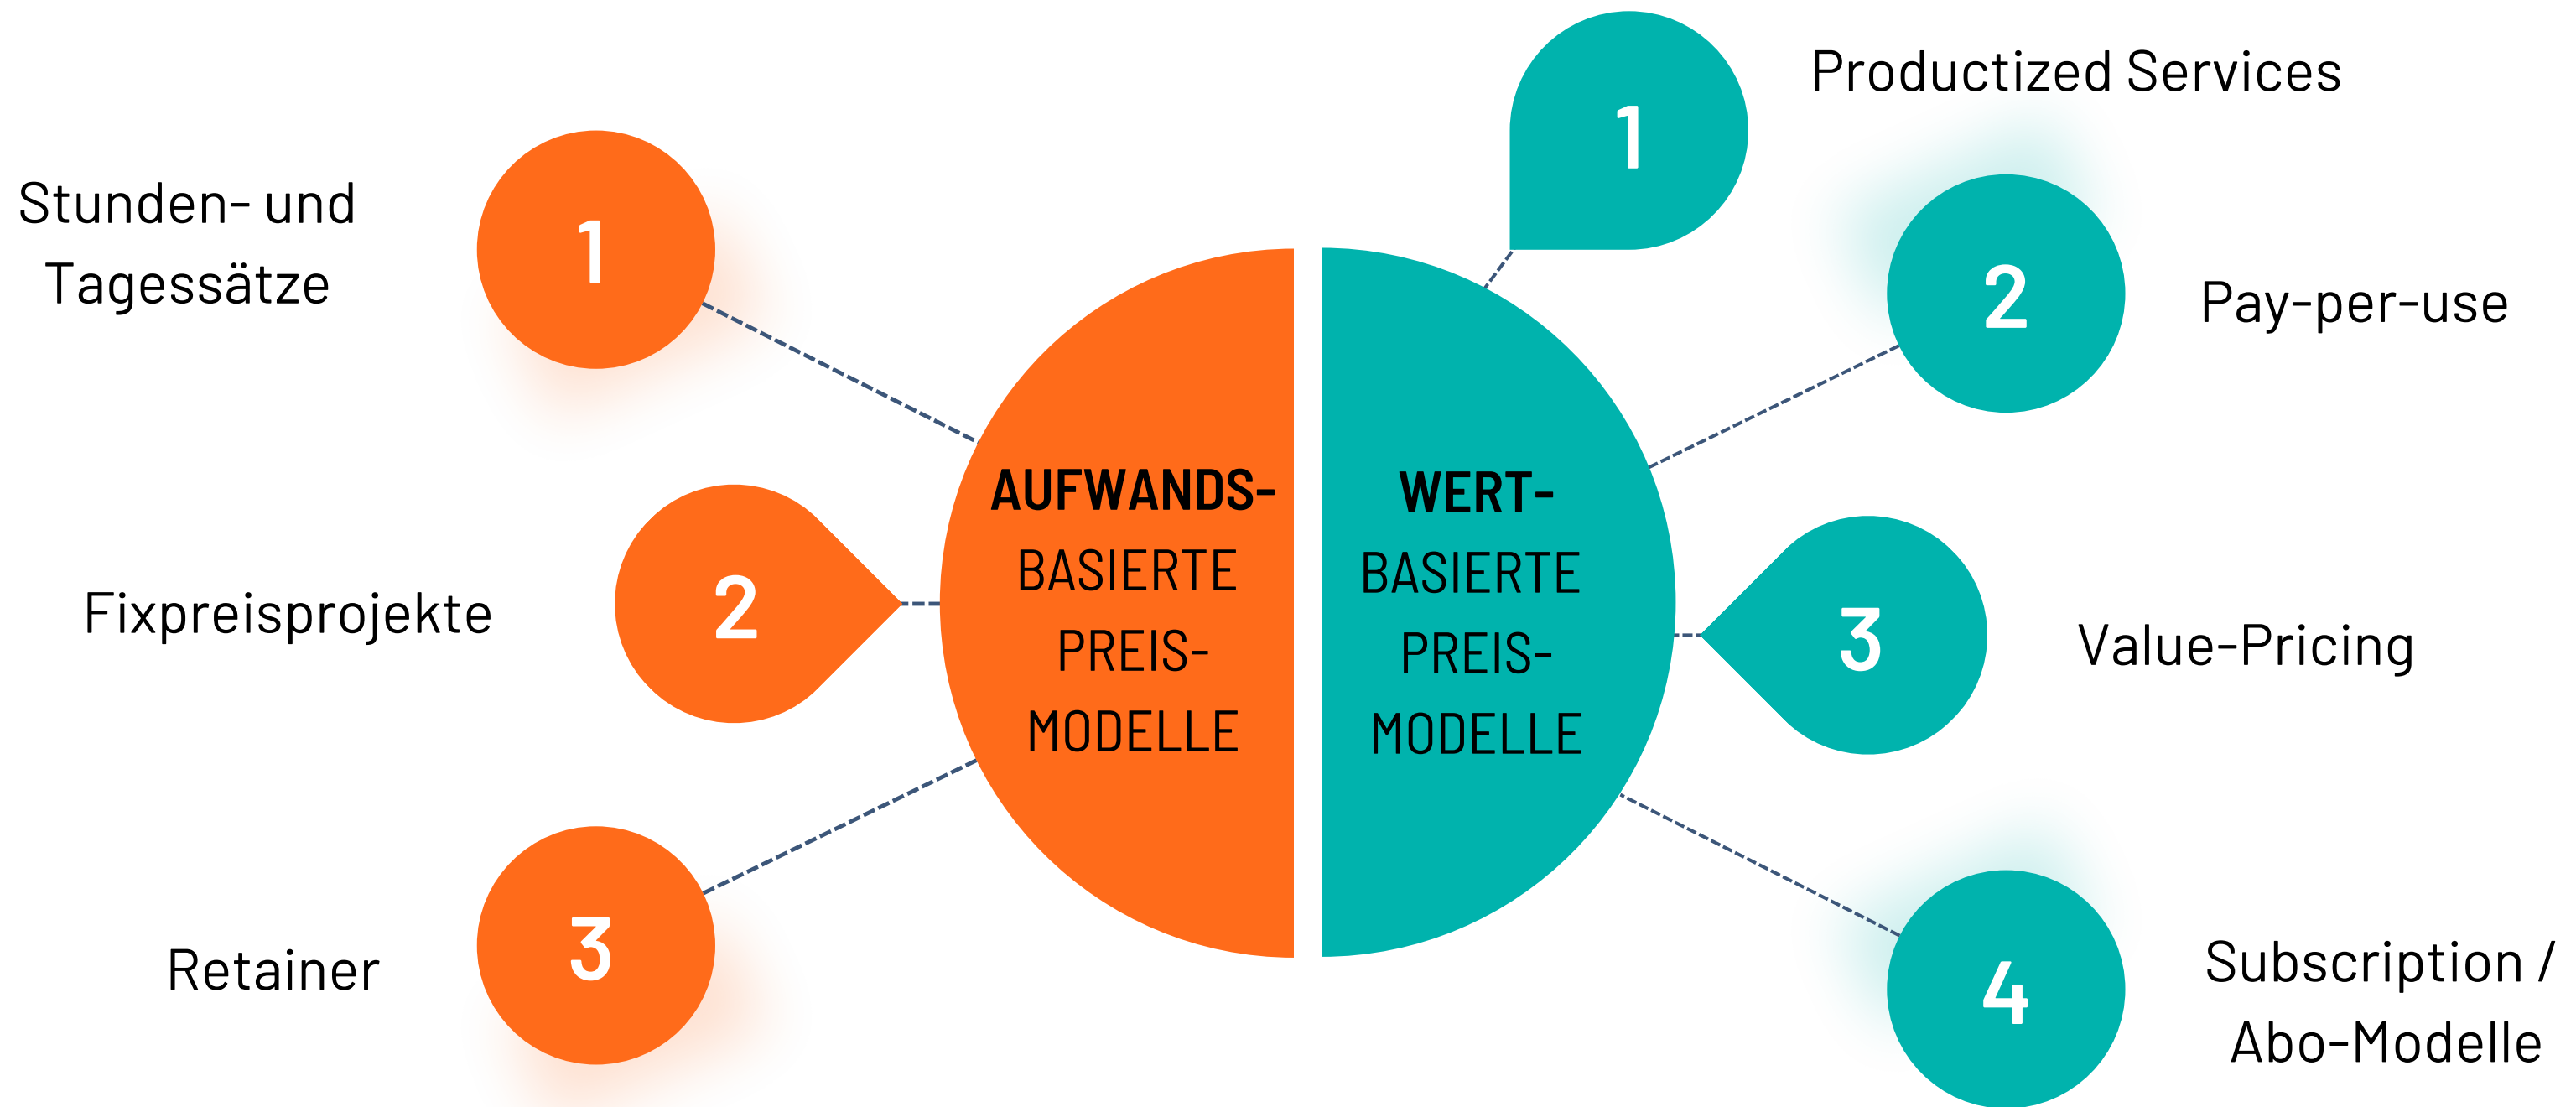 Stunden- und
Tagessätze
1
Fixpreisprojekte
2
Retainer
3
AUFWANDS-
BASIERTE
PREIS-
MODELLE
WERT-
BASIERTE
PREIS-
MODELLE
1
Productized Services
2
Pay-per-use
3
Value-Pricing
4
Subscription /
Abo-Modelle